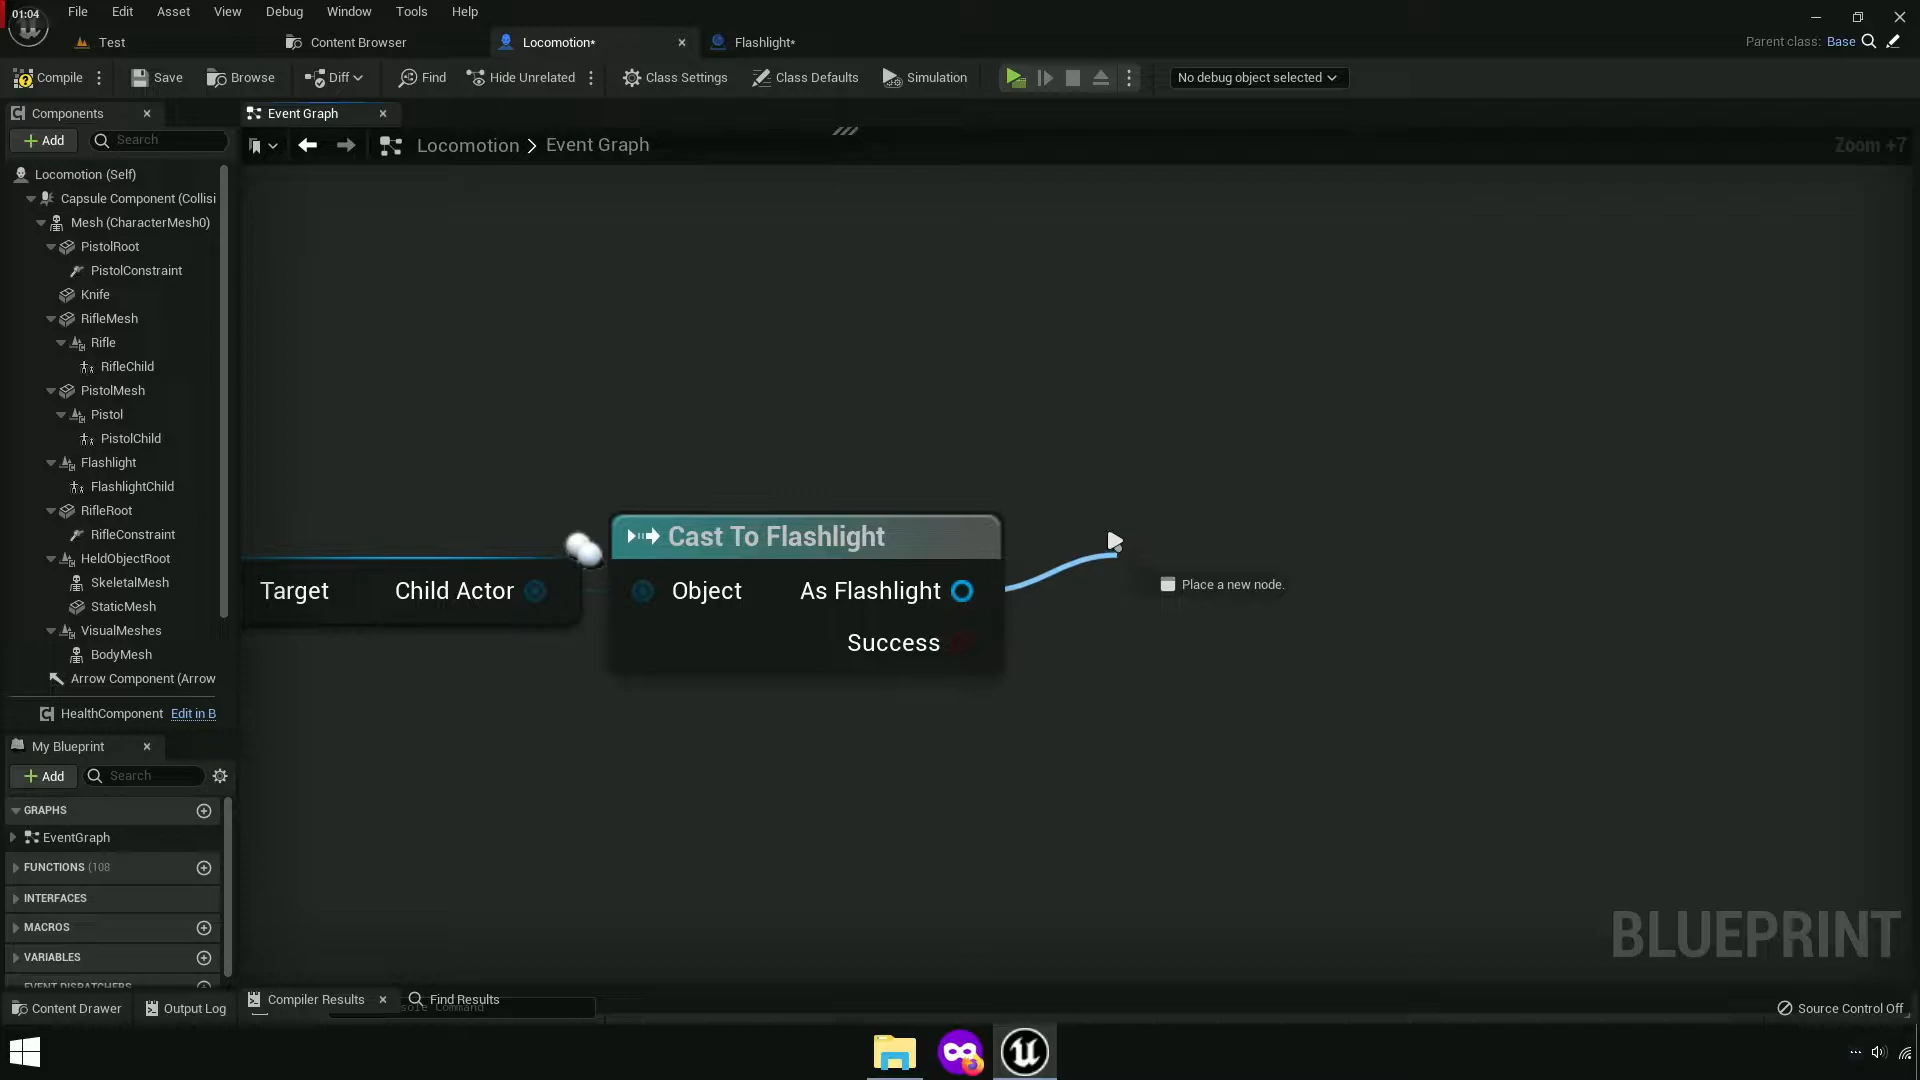 01:04
File Edit Asset View Debug Window Tools Help
Test Content Browser Locomotion* Flashlight* Parent class: Base
Compile Save Browse Diff Find Hide Unrelated Class Settings Class Defaults Simulation No debug object selected
Components Event Graph
Add Search Locomotion > Event Graph Zoom +7
Locomotion (Self)
Capsule Component (Collisi
Mesh (CharacterMesh0)
PistolRoot
PistolConstraint
Knife
RifleMesh
Rifle
RifleChild
PistolMesh
Pistol
PistolChild
Flashlight
FlashlightChild
RifleRoot
RifleConstraint
HeldObjectRoot
SkeletalMesh
StaticMesh
VisualMeshes
BodyMesh
Arrow Component (Arrow
HealthComponent Edit in B
Cast To Flashlight
Target Child Actor Object As Flashlight
Success
Place a new node.
My Blueprint
Add Search
GRAPHS
EventGraph
FUNCTIONS (108
INTERFACES
MACROS
VARIABLES
EVENT DISPATCHERS
BLUEPRINT
Compiler Results Find Results
Content Drawer Output Log sole Command Source Control Off